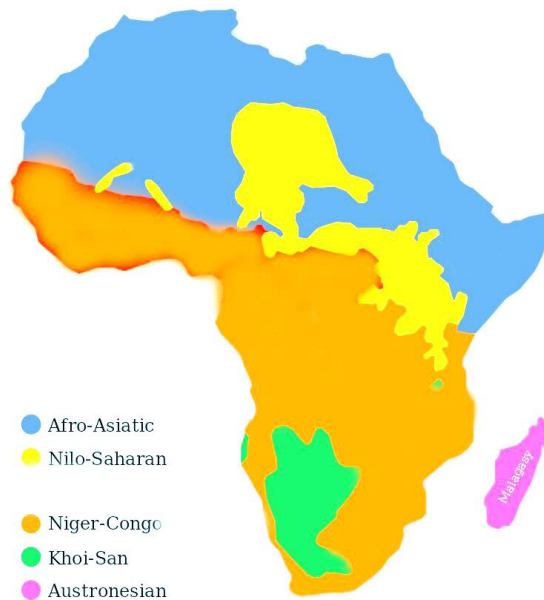 Afro-Asiatic
Nilo-Saharan
Niger-Congo
Khoi-San
Austronesian
Malagasy